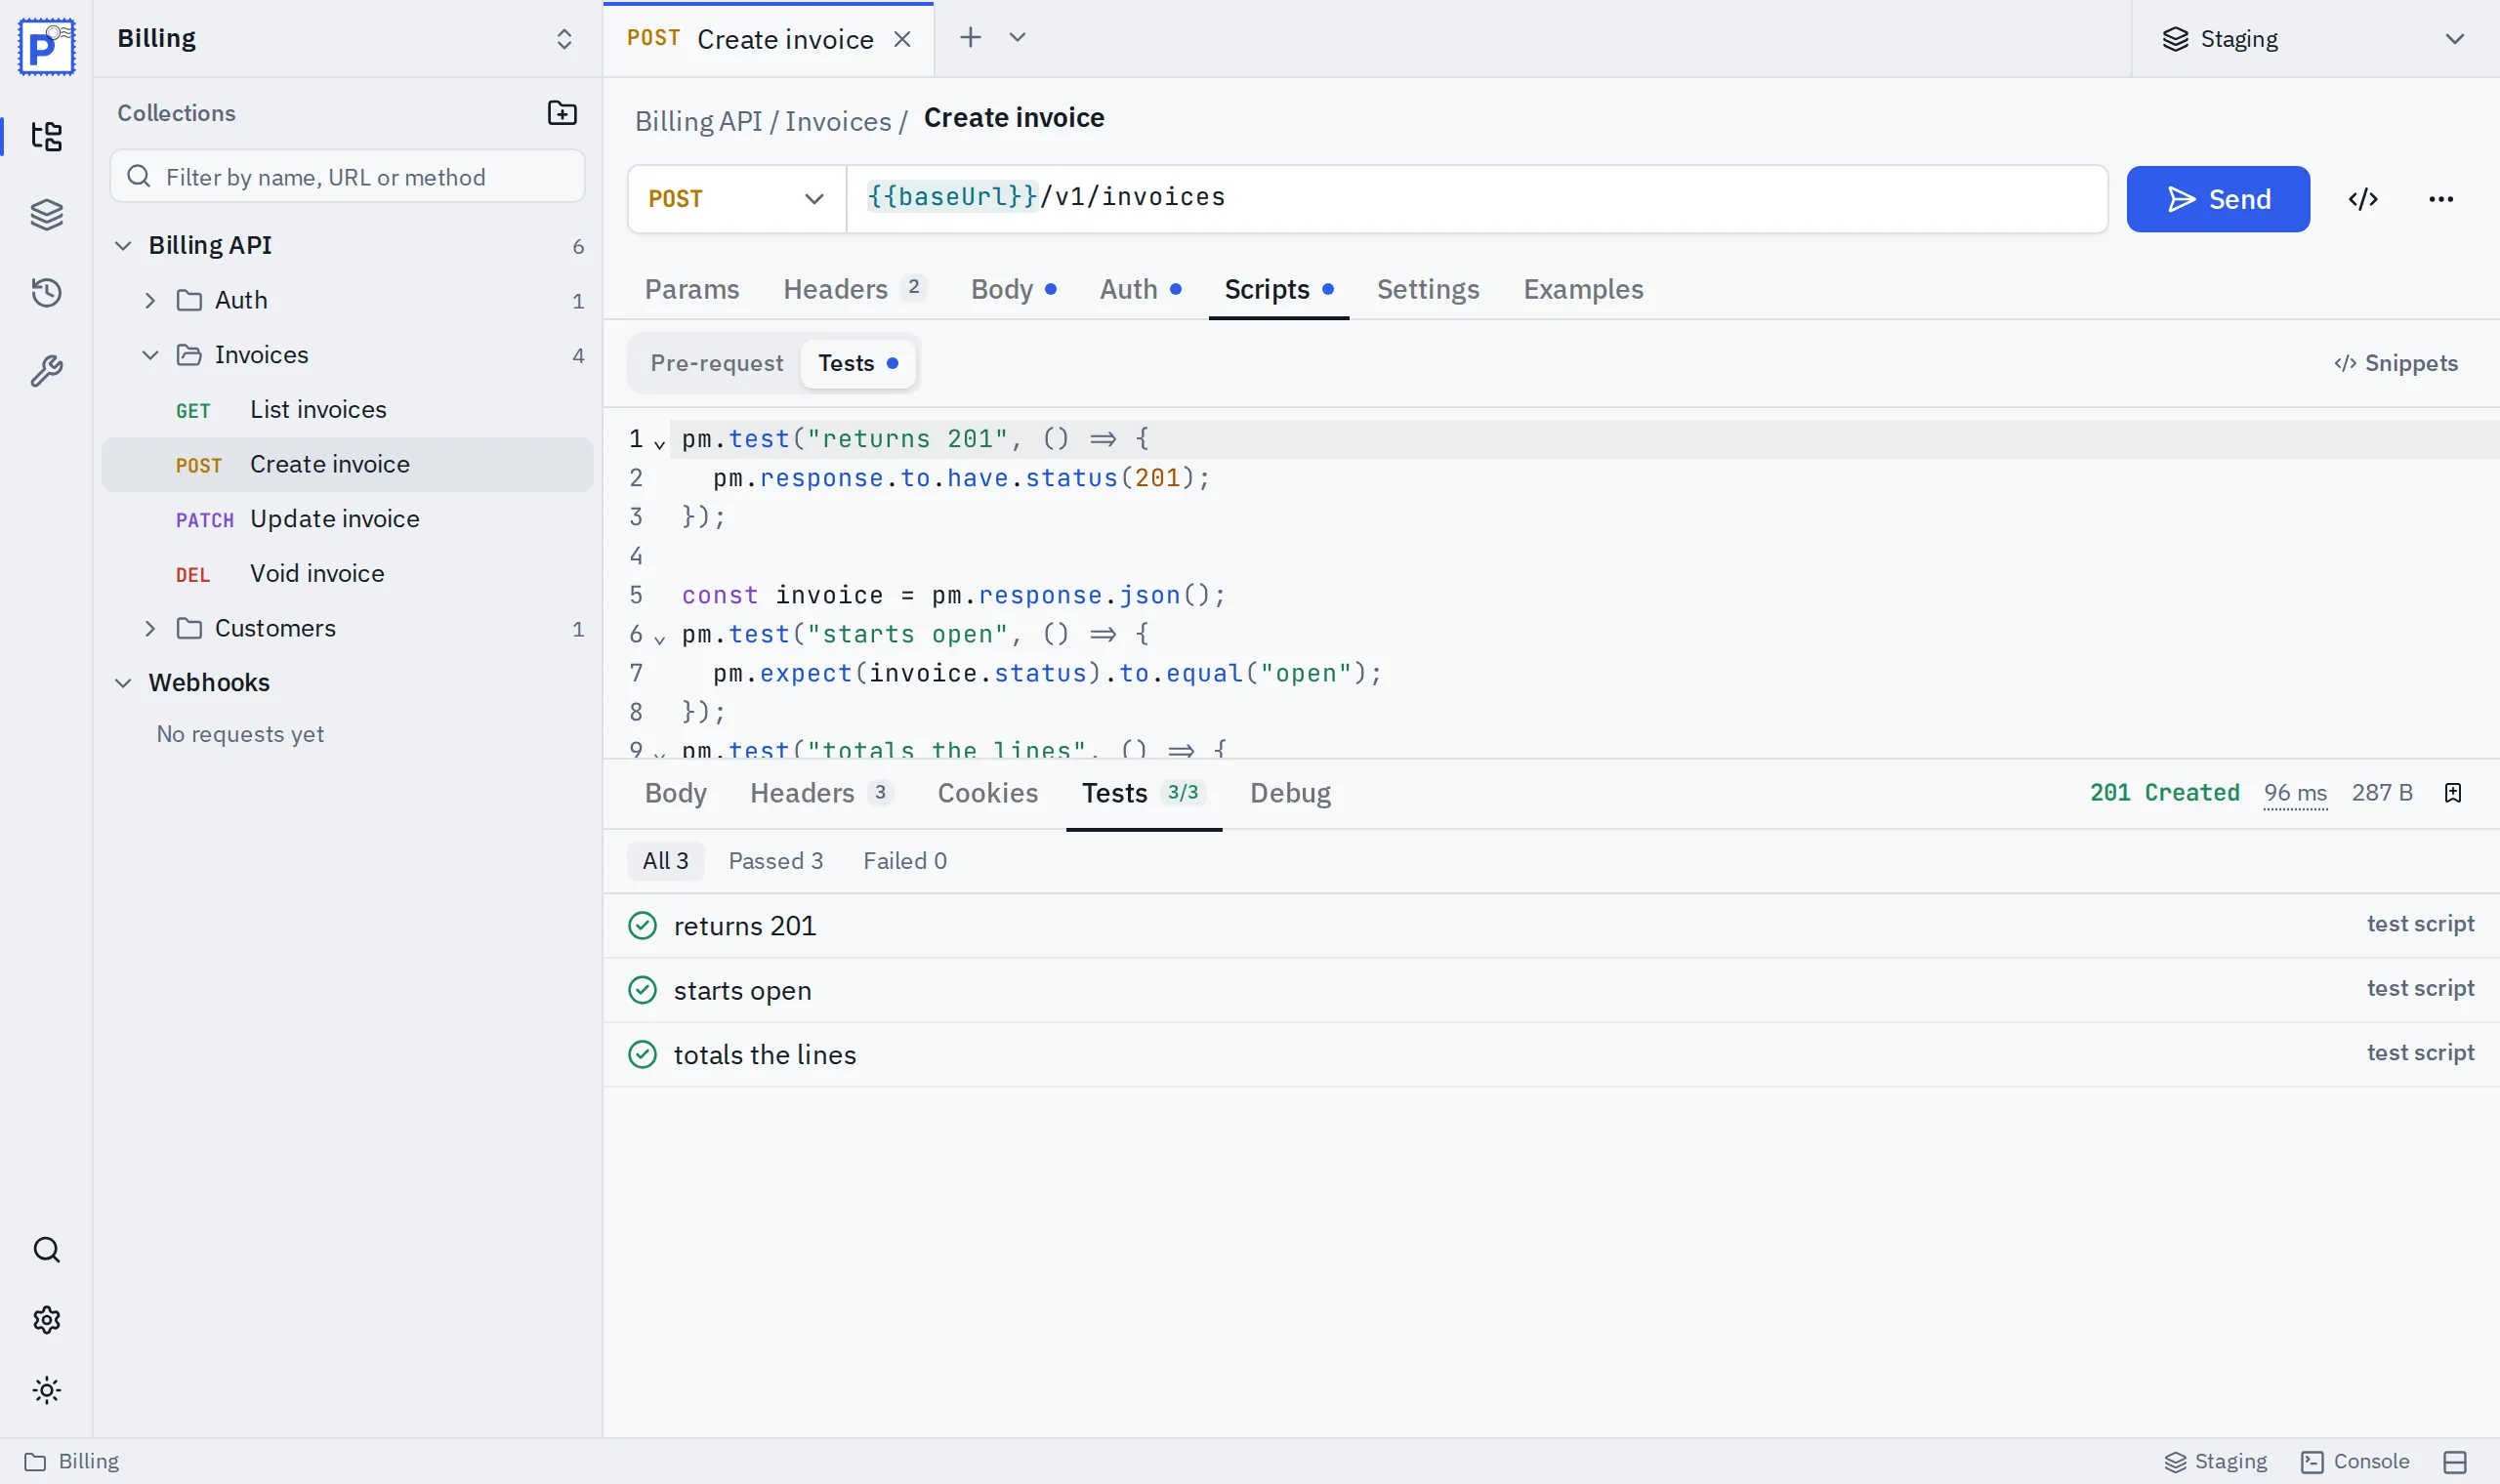 P
Billing
POST Create invoice
Staging
Collections
Filter by name, URL or method
Billing API 6
Auth 1
Invoices 4
GET List invoices
POST Create invoice
PATCH Update invoice
DEL Void invoice
Customers 1
Webhooks
No requests yet
Billing API / Invoices / Create invoice
POST {{baseUrl}}/v1/invoices
Send </>
Params Headers 2 Body Auth Scripts Settings Examples
Pre-request Tests </> Snippets
1 pm.test("returns 201", () => {
2 pm.response.to.have.status(201);
3 });
4
5 const invoice = pm.response.json();
6 pm.test("starts open", () => {
7 pm.expect(invoice.status).to.equal("open");
8 });
9 pm.test("totals the lines", () => {
Body Headers 3 Cookies Tests 3/3 Debug
201 Created 96 ms 287 B
All 3 Passed 3 Failed 0
returns 201 test script
starts open test script
totals the lines test script
Billing
Staging Console